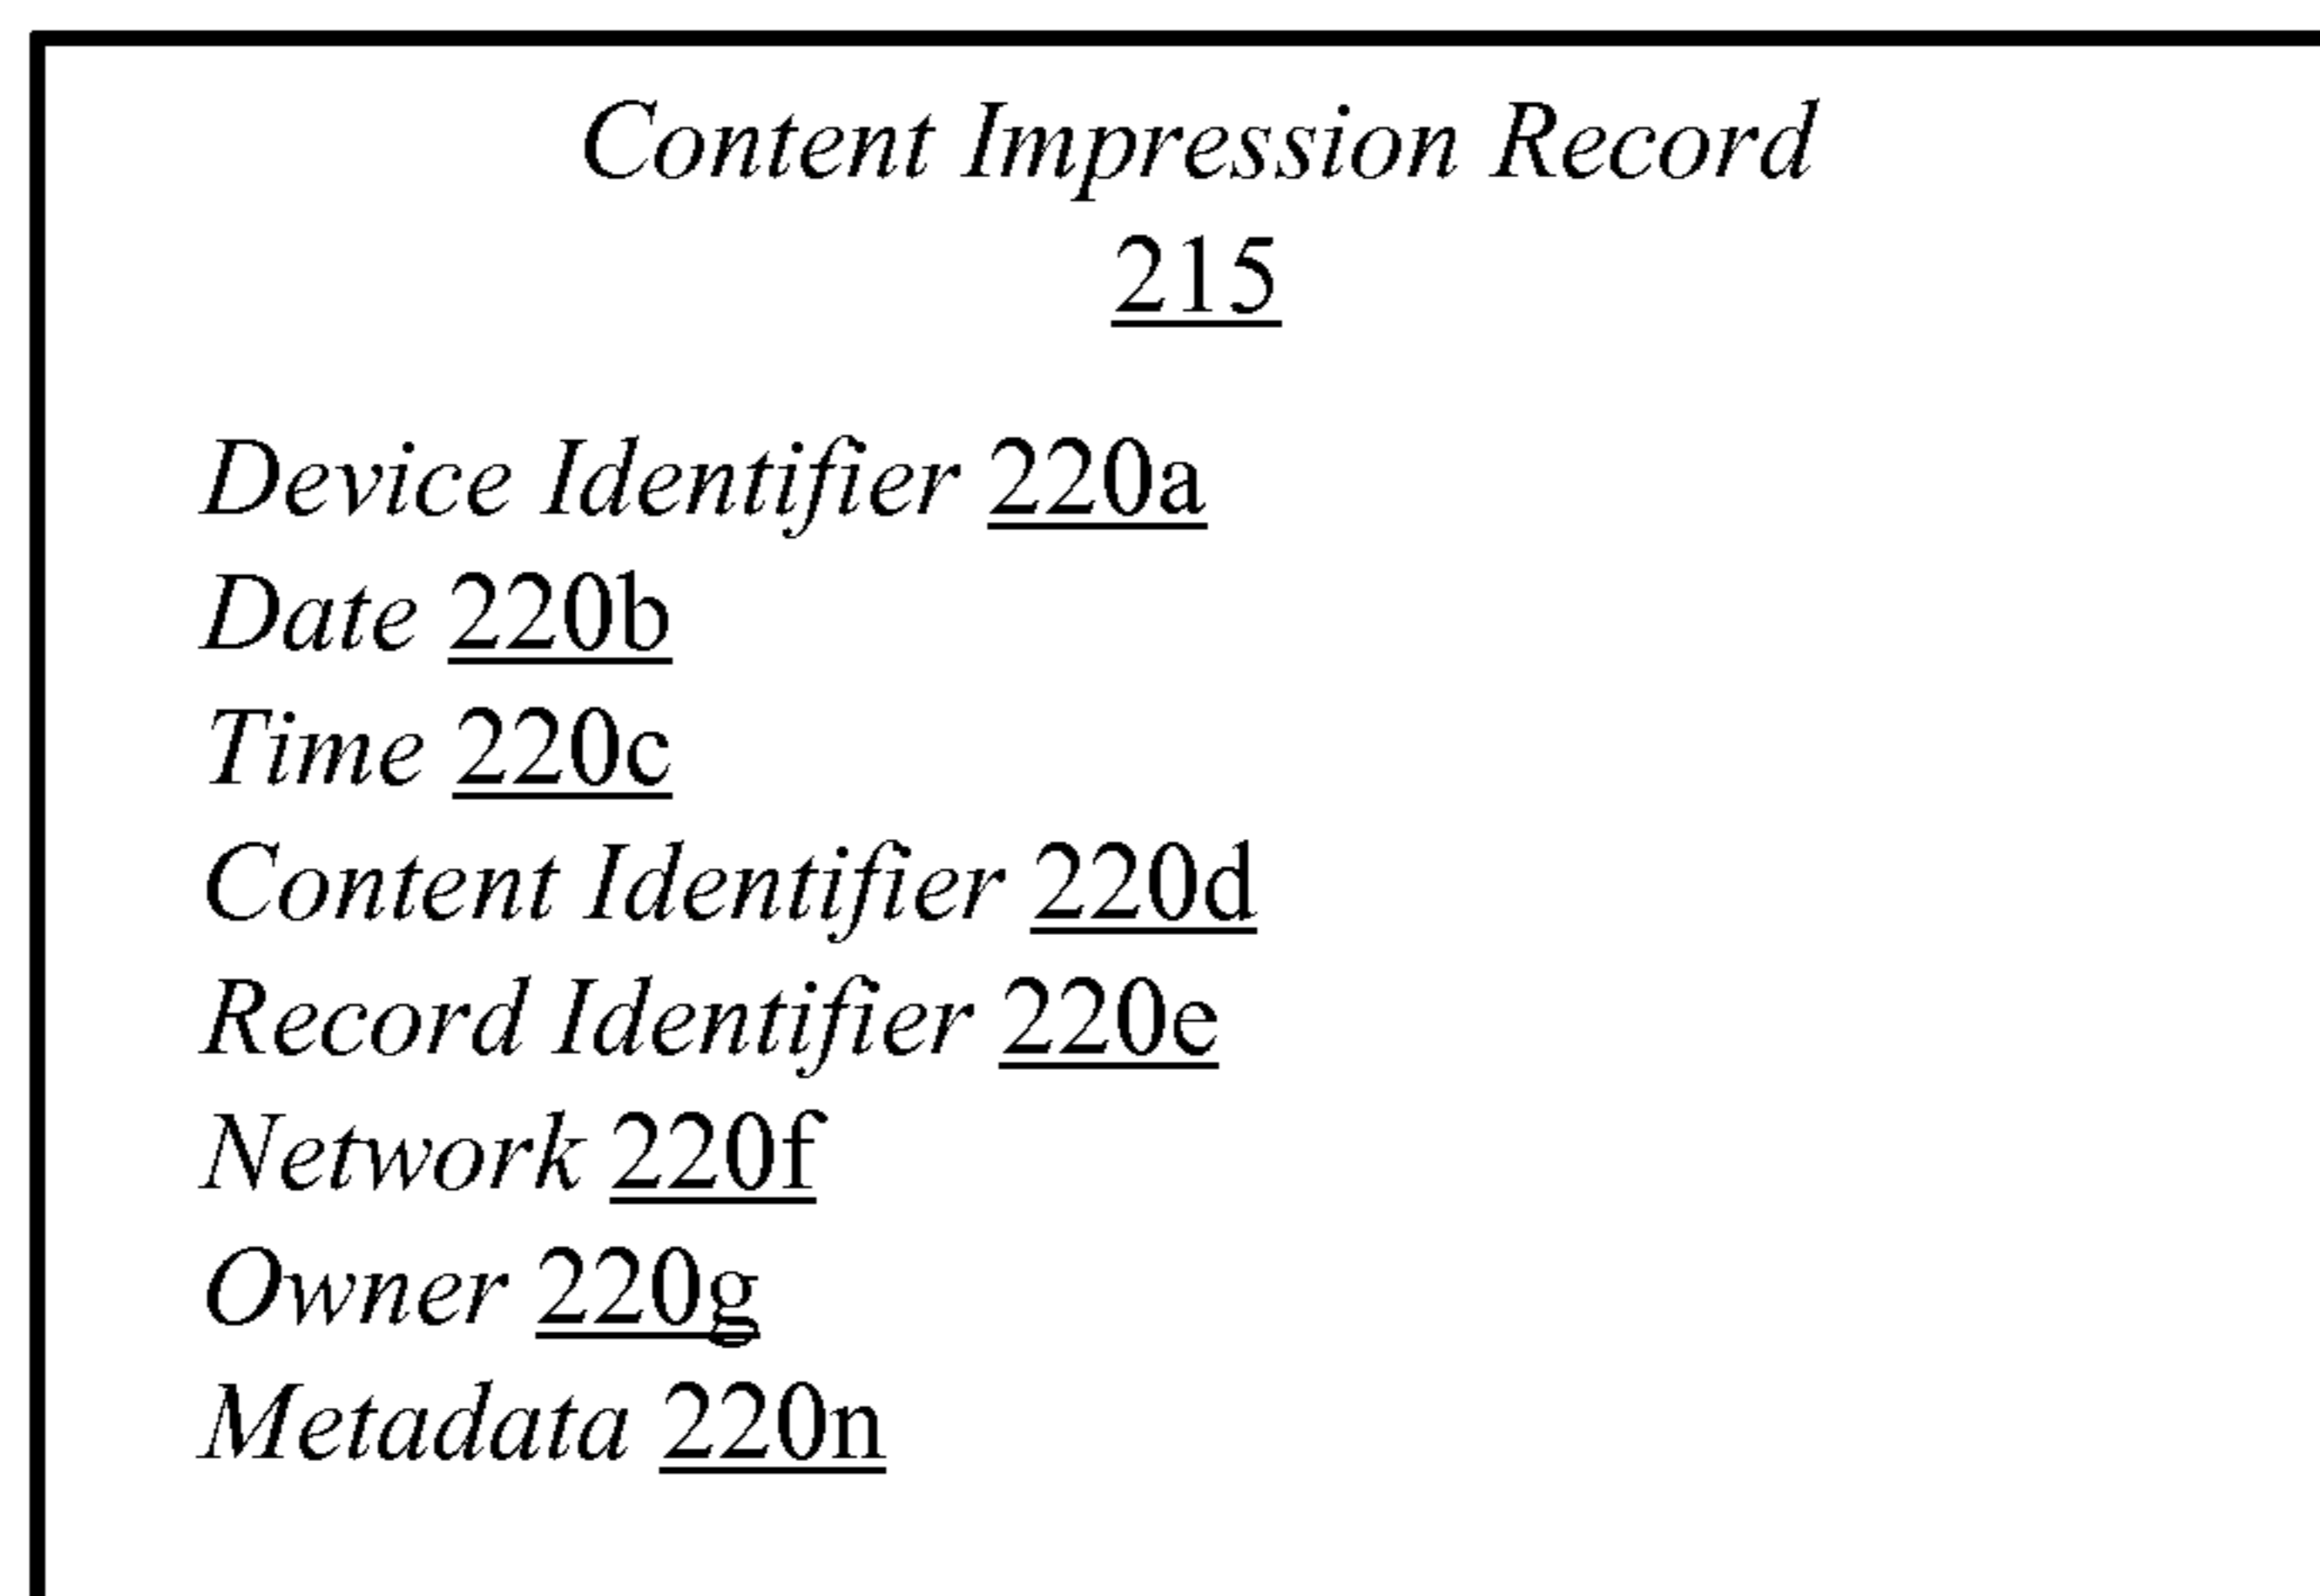 Content Impression Record
215
Device Identifier 220a
Date 220b
Time 220c
Content Identifier 220d
Record Identifier 220e
Network 220f
Owner 220g
Metadata 220n